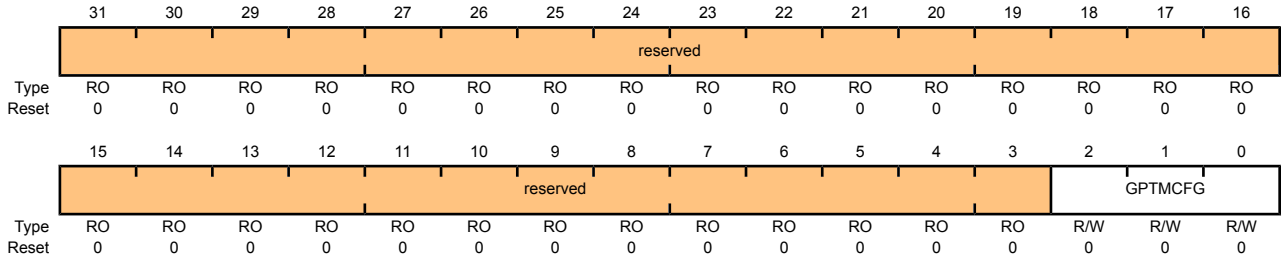 31 30 29 28 27 26 25 24 23 22 21 20 19 18 17 16
reserved
Type RO RO RO RO RO RO RO RO RO RO RO RO RO RO RO RO
Reset 0 0 0 0 0 0 0 0 0 0 0 0 0 0 0 0
15 14 13 12 11 10 9 8 7 6 5 4 3 2 1 0
reserved GPTMCFG
Type RO RO RO RO RO RO RO RO RO RO RO RO RO R/W R/W R/W
Reset 0 0 0 0 0 0 0 0 0 0 0 0 0 0 0 0